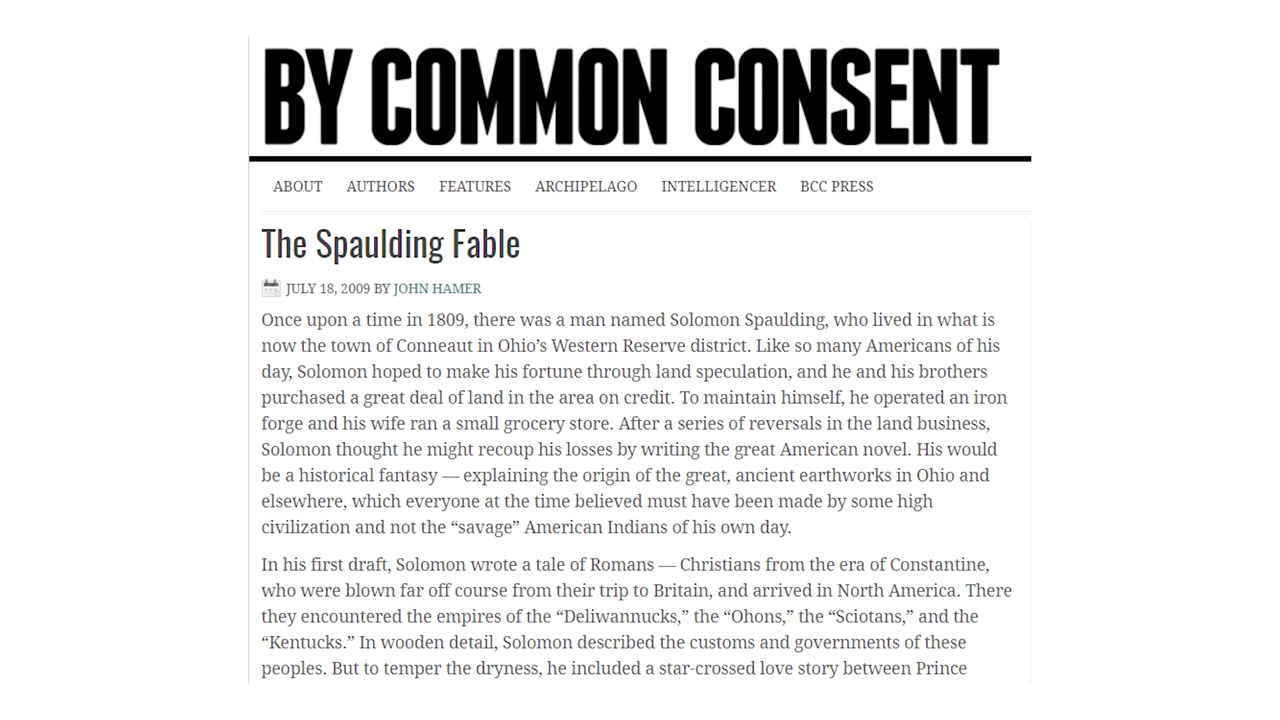 BY COMMON CONSENT
ABOUT AUTHORS FEATURES ARCHIPELAGO INTELLIGENCER BCC PRESS
The Spaulding Fable
JULY 18, 2009 BY JOHN HAMER
Once upon a time in 1809, there was a man named Solomon Spaulding, who lived in what is
now the town of Conneaut in Ohio’s Western Reserve district. Like so many Americans of his
day, Solomon hoped to make his fortune through land speculation, and he and his brothers
purchased a great deal of land in the area on credit. To maintain himself, he operated an iron
forge and his wife ran a small grocery store. After a series of reversals in the land business,
Solomon thought he might recoup his losses by writing the great American novel. His would
be a historical fantasy — explaining the origin of the great, ancient earthworks in Ohio and
elsewhere, which everyone at the time believed must have been made by some high
civilization and not the “savage” American Indians of his own day.
In his first draft, Solomon wrote a tale of Romans — Christians from the era of Constantine,
who were blown far off course from their trip to Britain, and arrived in North America. There
they encountered the empires of the “Deliwannucks,” the “Ohons,” the “Sciotans,” and the
“Kentucks.” In wooden detail, Solomon described the customs and governments of these
peoples. But to temper the dryness, he included a star-crossed love story between Prince